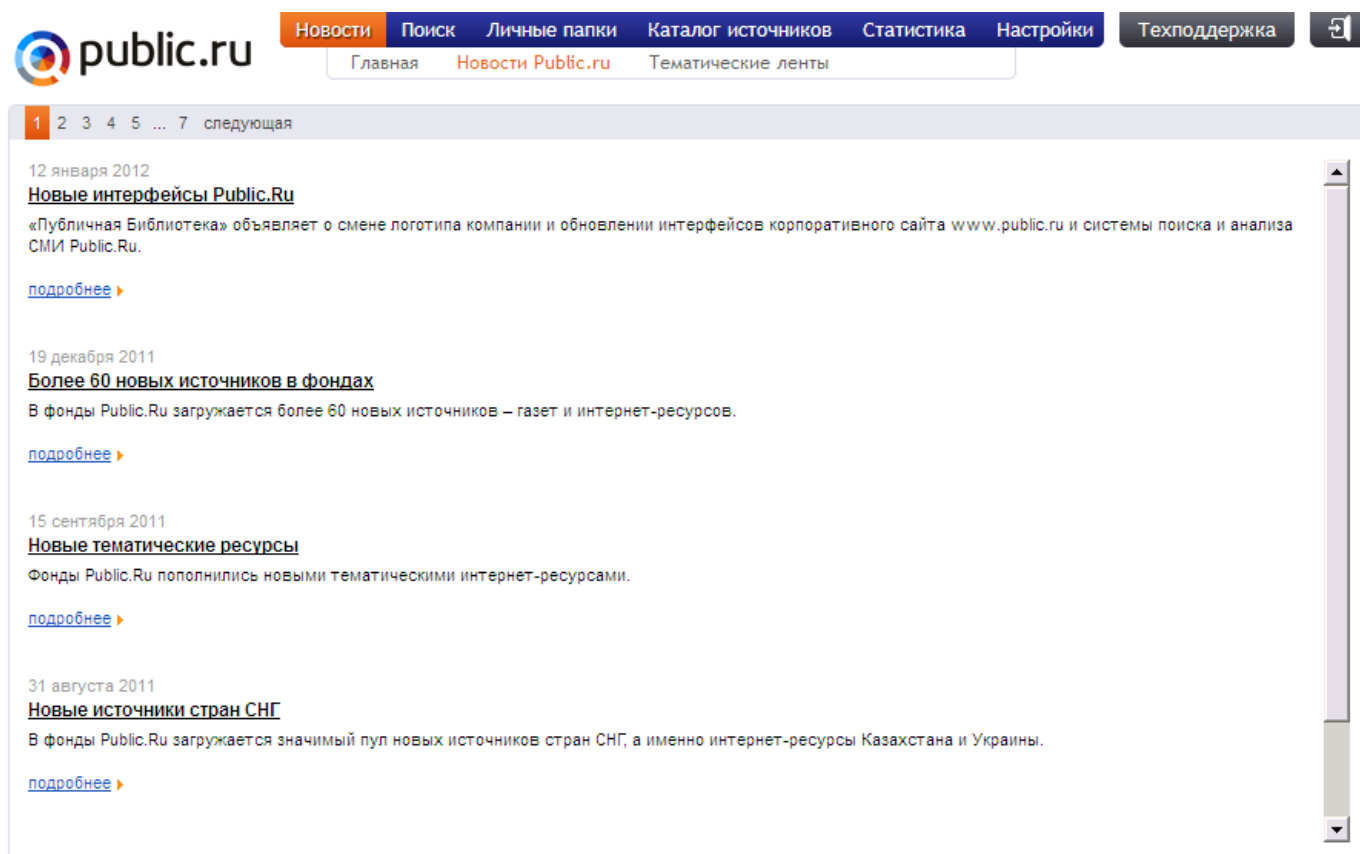 public.ru
Новости Поиск Личные папки Каталог источников Статистика Настройки Техподдержка
Главная Новости Public.ru Тематические ленты
1 2 3 4 5 ... 7 следующая
12 января 2012
Новые интерфейсы Public.Ru
«Публичная Библиотека» объявляет о смене логотипа компании и обновлении интерфейсов корпоративного сайта www.public.ru и системы поиска и анализа
СМИ Public.Ru.
подробнее
19 декабря 2011
Более 60 новых источников в фондах
В фонды Public.Ru загружается более 60 новых источников – газет и интернет-ресурсов.
подробнее
15 сентября 2011
Новые тематические ресурсы
Фонды Public.Ru пополнились новыми тематическими интернет-ресурсами.
подробнее
31 августа 2011
Новые источники стран СНГ
В фонды Public.Ru загружается значимый пул новых источников стран СНГ, а именно интернет-ресурсы Казахстана и Украины.
подробнее